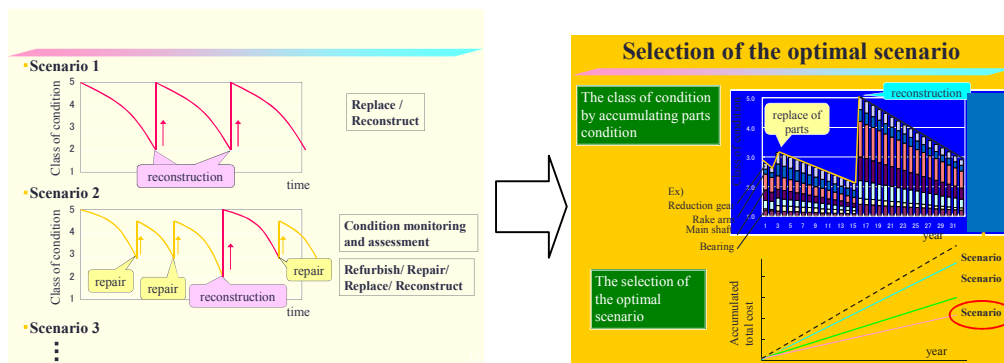 Scenario 1
5
4
3
2
1
Class of condition
reconstruction
time
Replace /
Reconstruct
Scenario 2
5
4
3
2
1
Class of condition
repair
repair
reconstruction
repair
time
Condition monitoring
and assessment
Refurbish/ Repair/
Replace/ Reconstruct
Scenario 3
Selection of the optimal scenario
The class of condition
by accumulating parts
condition
reconstruction
replace of
parts
5.0
3.0
2.0
Ex)
Reduction gear
Rake arm
Main shaft
Bearing
1 3 5 7 9 11 13 15 17 19 21 23 25 27 29 31
year
The selection of
the optimal
scenario
Accumulated
total cost
Scenario
Scenario
Scenario
year